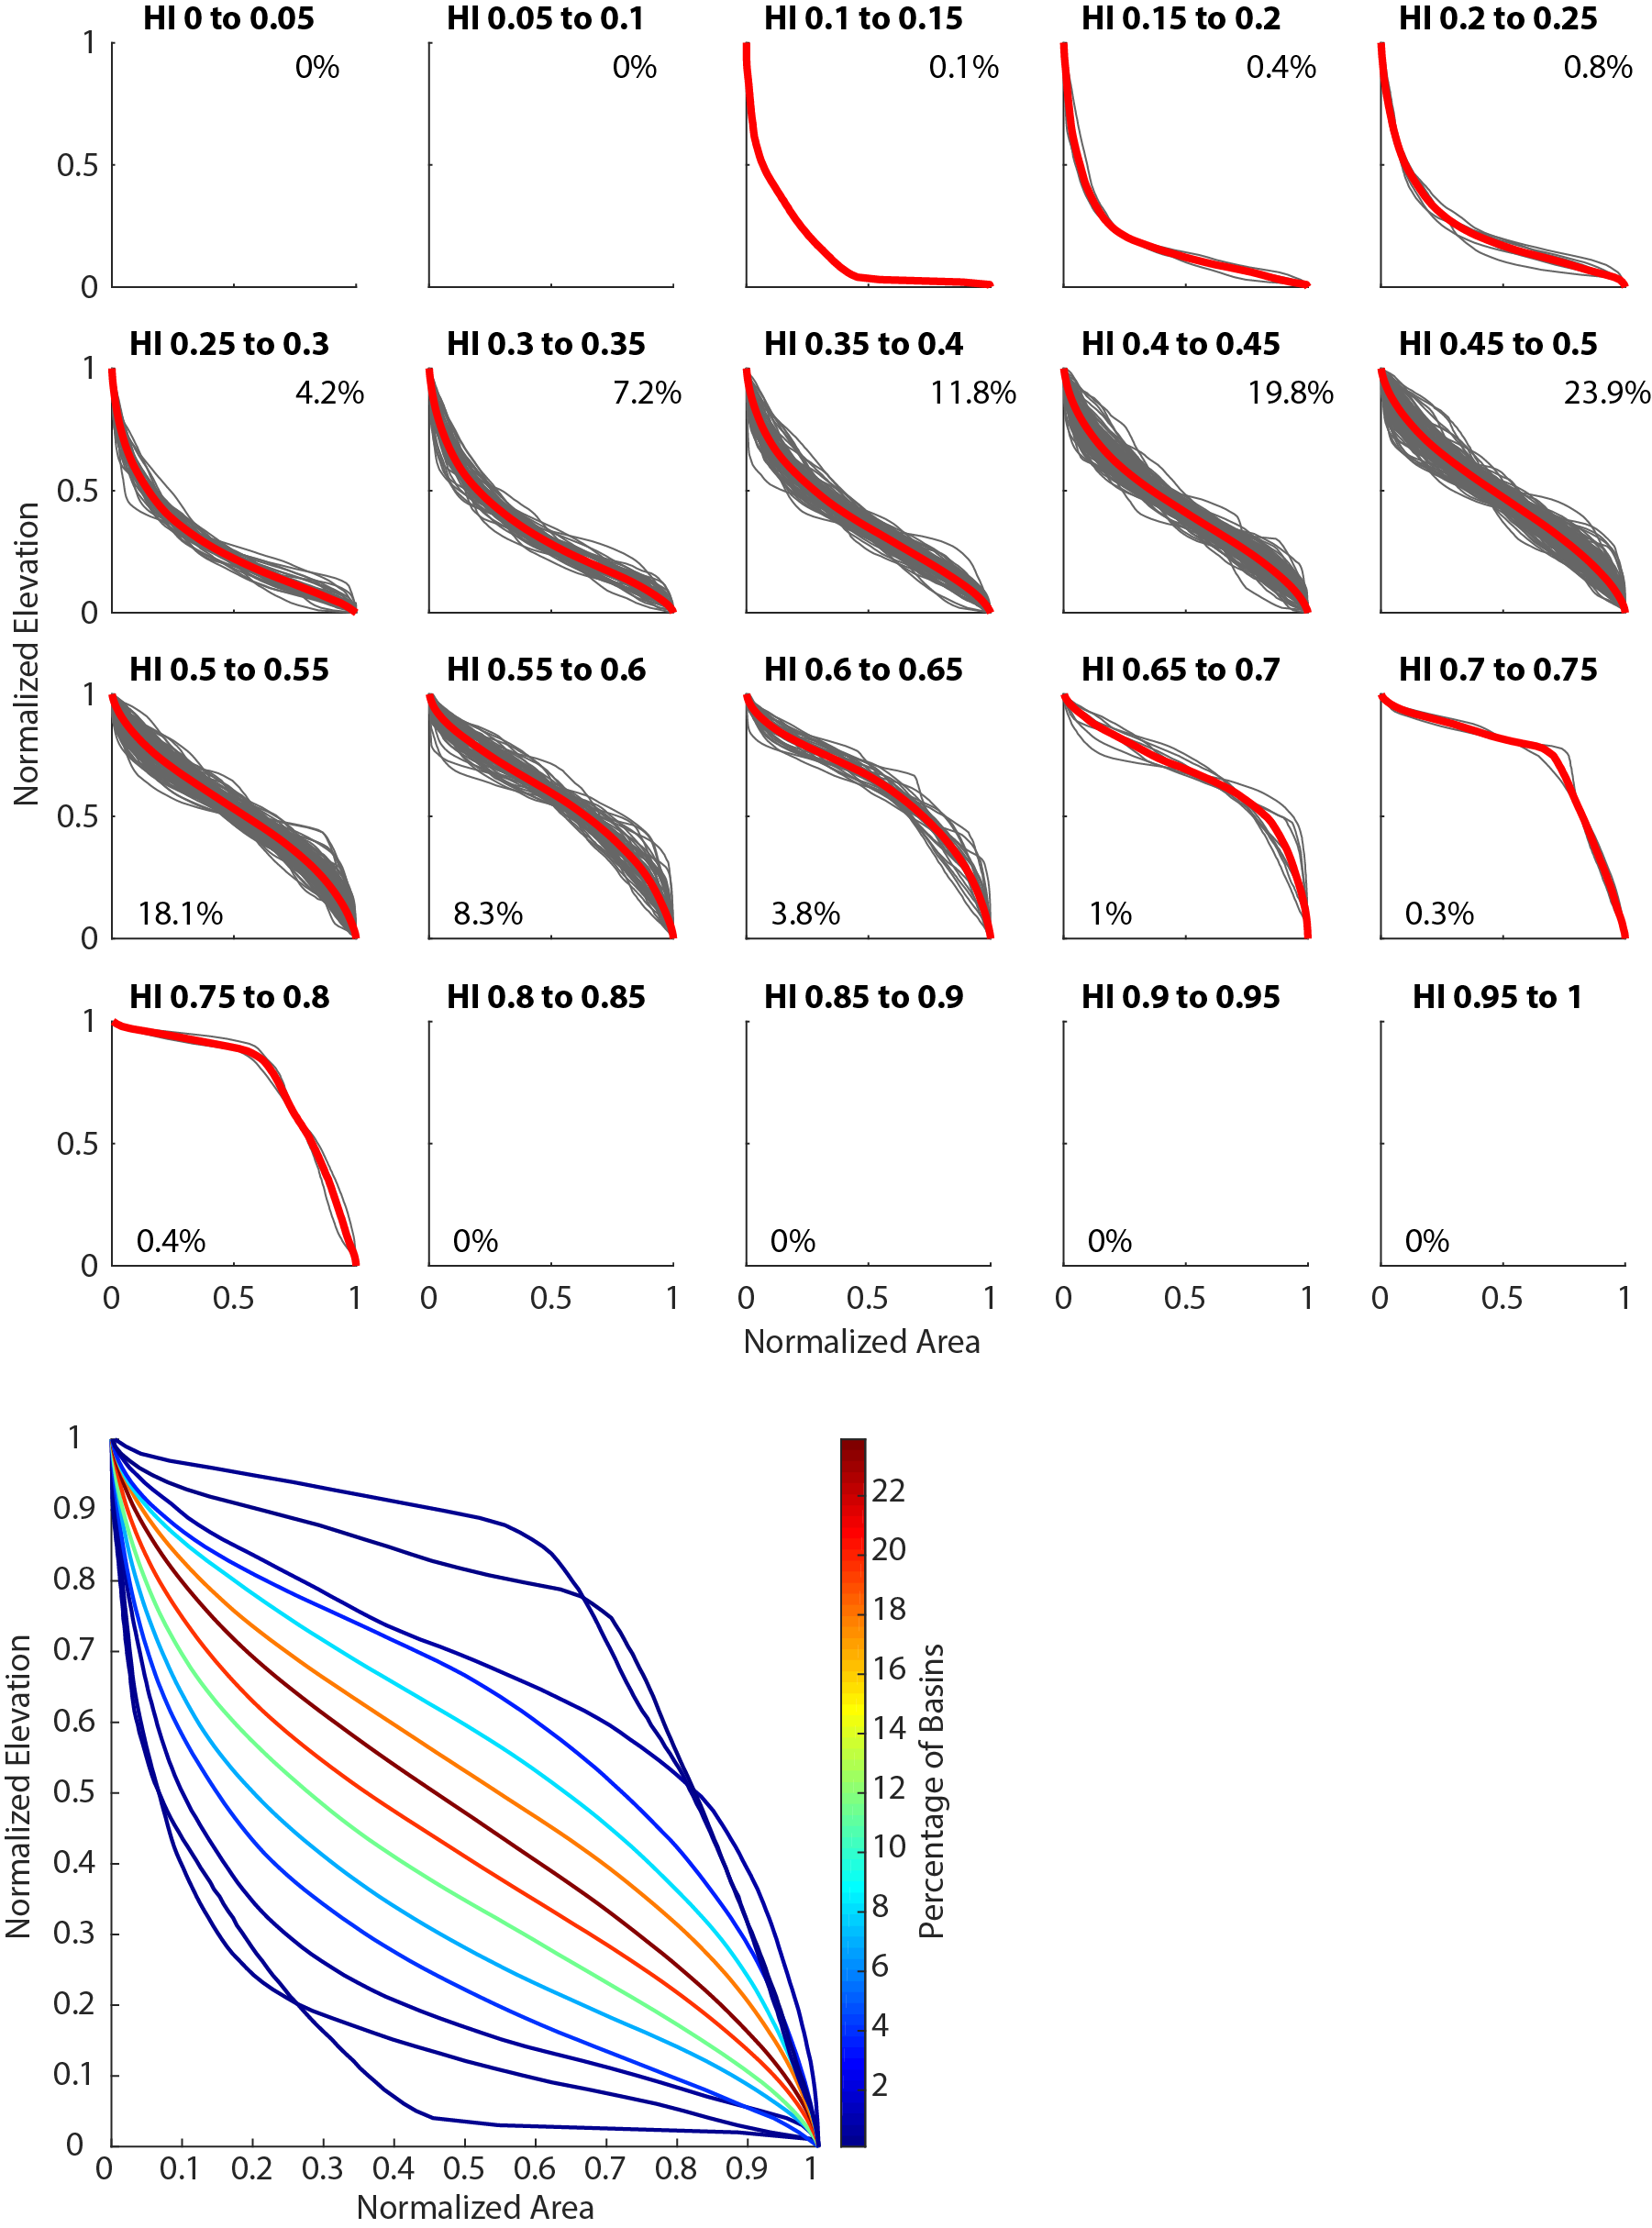 HI 0 to 0.05 HI 0.05 to 0.1 HI 0.1 to 0.15 HI 0.15 to 0.2 HI 0.2 to 0.25
1
0% 0% 0.1% 0.4% 0.8%
0.5
0
HI 0.25 to 0.3 HI 0.3 to 0.35 HI 0.35 to 0.4 HI 0.4 to 0.45 HI 0.45 to 0.5
1
4.2% 7.2% 11.8% 19.8% 23.9%
0.5
0
Normalized Elevation
HI 0.5 to 0.55 HI 0.55 to 0.6 HI 0.6 to 0.65 HI 0.65 to 0.7 HI 0.7 to 0.75
1
0.5
18.1% 8.3% 3.8% 1% 0.3%
0
HI 0.75 to 0.8 HI 0.8 to 0.85 HI 0.85 to 0.9 HI 0.9 to 0.95 HI 0.95 to 1
1
0.5
0.4% 0% 0% 0% 0%
0
0 0.5 1 0 0.5 1 0 0.5 1 0 0.5 1 0 0.5 1
Normalized Area
1
0.9
0.8
0.7
0.6
0.5
0.4
0.3
0.2
0.1
0
Normalized Elevation
0 0.1 0.2 0.3 0.4 0.5 0.6 0.7 0.8 0.9 1
Normalized Area
22
20
18
16
14
12
10
8
6
4
2
Percentage of Basins